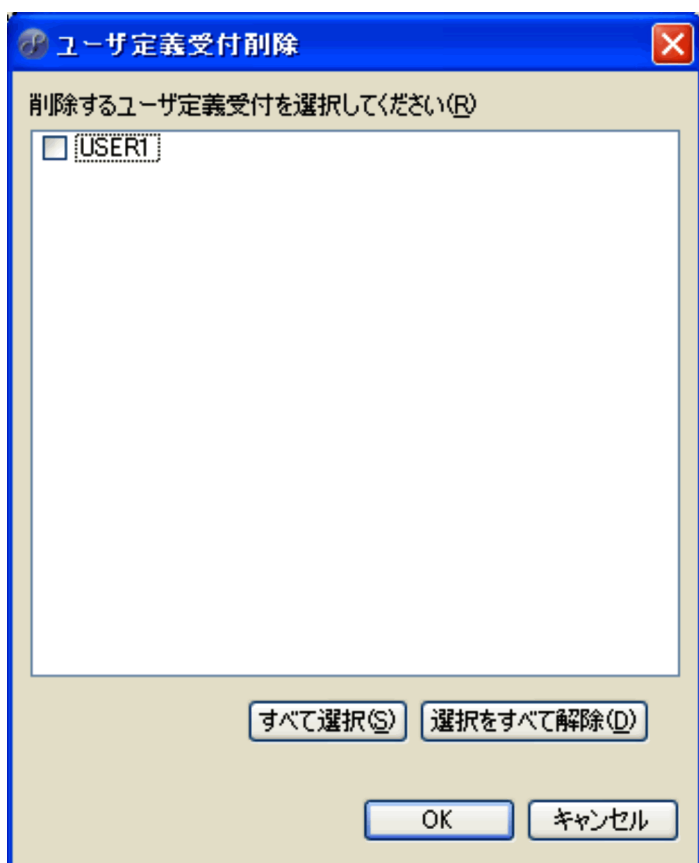 ユーザ定義受付削除
削除するユーザ定義受付を選択してください(R)
USER1
すべて選択(S) 選択をすべて解除(D)
OK キャンセル